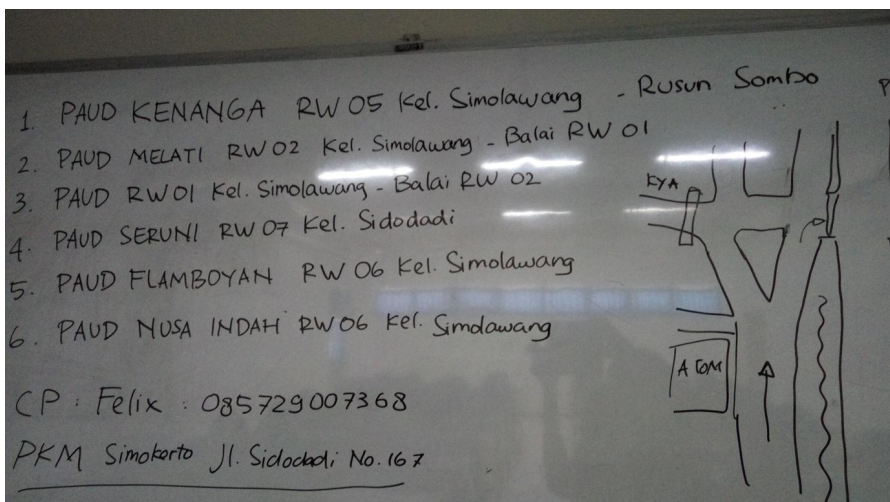 1. PAUD KENANGA RW 05 Kel. Simolawang - Rusun Sombo
2. PAUD MELATI RW 02 Kel. Simolawang - Balai RW 01
3. PAUD RW 01 Kel. Simolawang - Balai RW 02
4. PAUD SERUNI RW 07 Kel. Sidodadi
5. PAUD FLAMBOYAN RW 06 Kel. Simolawang
6. PAUD NUSA INDAH RW 06 Kel. Simolawang
CP : Felix : 085729007368
PKM Simokerto Jl. Sidodadi No. 167
KYA
ATOM
P